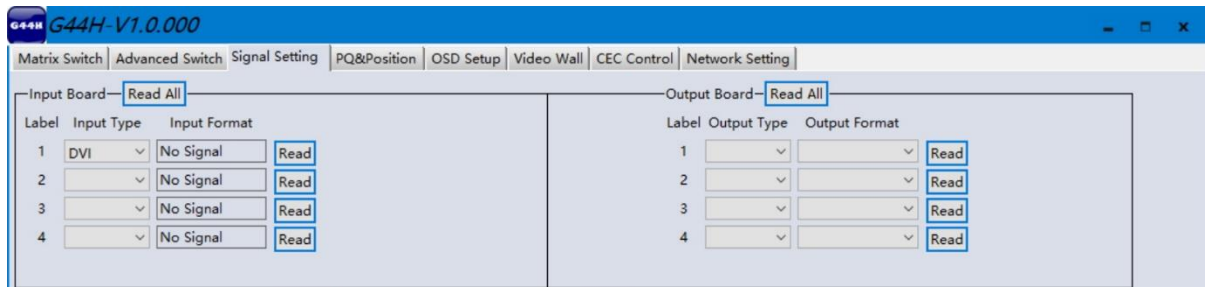 G44H G44H-V1.0.000
Matrix Switch Advanced Switch Signal Setting PQ&Position OSD Setup Video Wall CEC Control Network Setting
Input Board Read All
Label Input Type Input Format
1 DVI No Signal Read
2 No Signal Read
3 No Signal Read
4 No Signal Read
Output Board Read All
Label Output Type Output Format
1 Read
2 Read
3 Read
4 Read